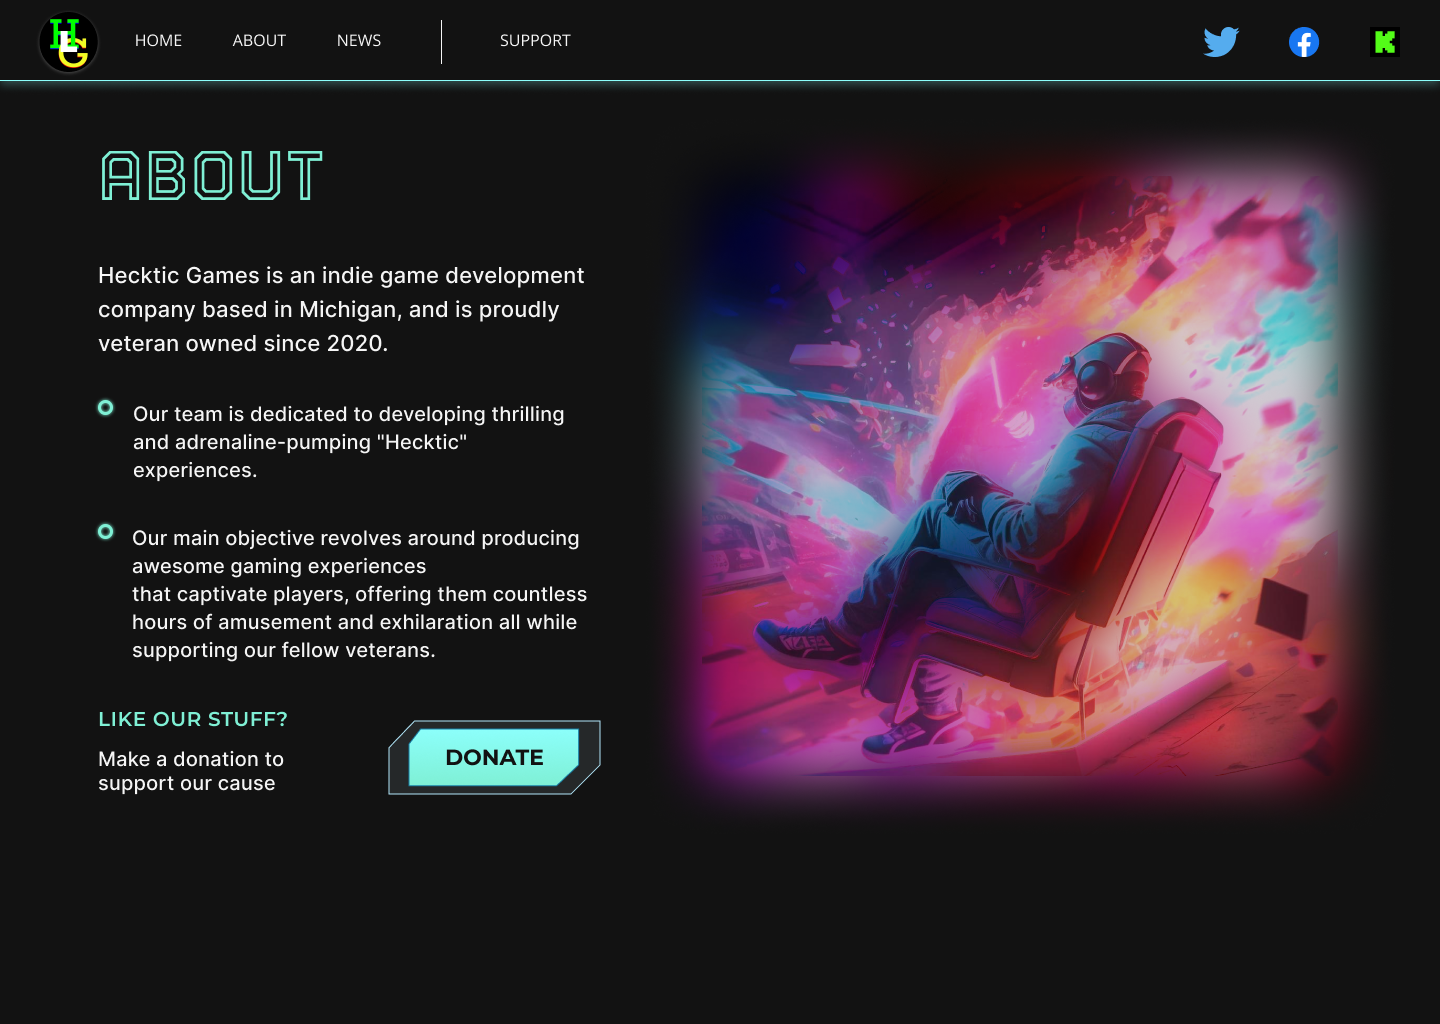 HLG
HOME ABOUT NEWS SUPPORT
ABOUT
Hecktic Games is an indie game development
company based in Michigan, and is proudly
veteran owned since 2020.
Our team is dedicated to developing thrilling
and adrenaline-pumping "Hecktic"
experiences.
Our main objective revolves around producing
awesome gaming experiences
that captivate players, offering them countless
hours of amusement and exhilaration all while
supporting our fellow veterans.
LIKE OUR STUFF?
Make a donation to
support our cause
DONATE